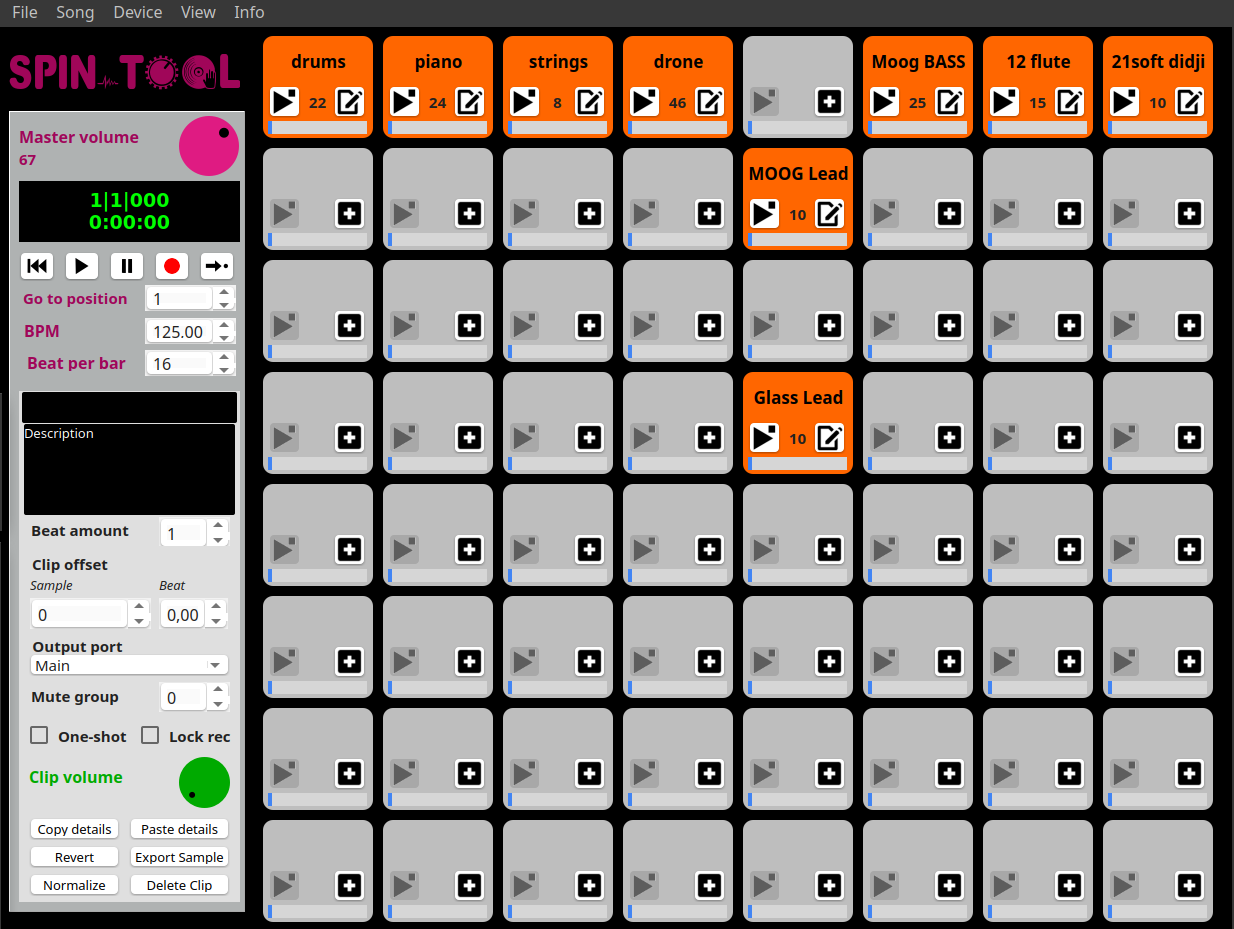 File Song Device View Info
SPIN TOOL
Master volume
67
1|1|000
0:00:00
Go to position 1
BPM 125.00
Beat per bar 16
Description
Beat amount 1
Clip offset
Sample Beat
0 0,00
Output port
Main
Mute group 0
One-shot Lock rec
Clip volume
Copy details Paste details
Revert Export Sample
Normalize Delete Clip
drums piano strings drone Moog BASS 12 flute 21soft didji
22 24 8 46 25 15 10
MOOG Lead
10
Glass Lead
10